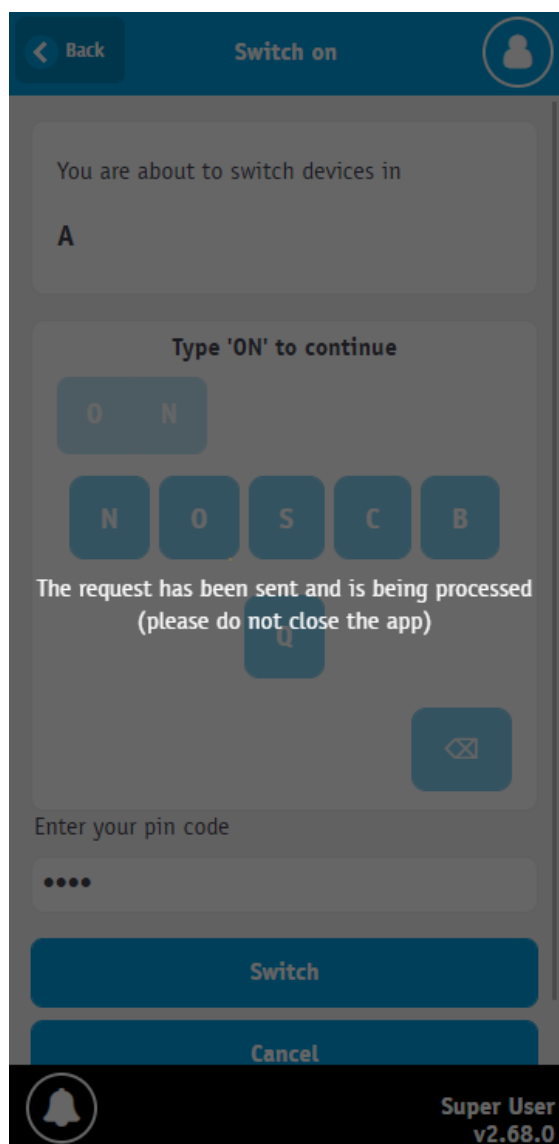 Back
Switch on
You are about to switch devices in
A
Type 'ON' to continue
O N
N O S C B
The request has been sent and is being processed
(please do not close the app)
Q
Enter your pin code
••••
Switch
Cancel
Super User
v2.68.0